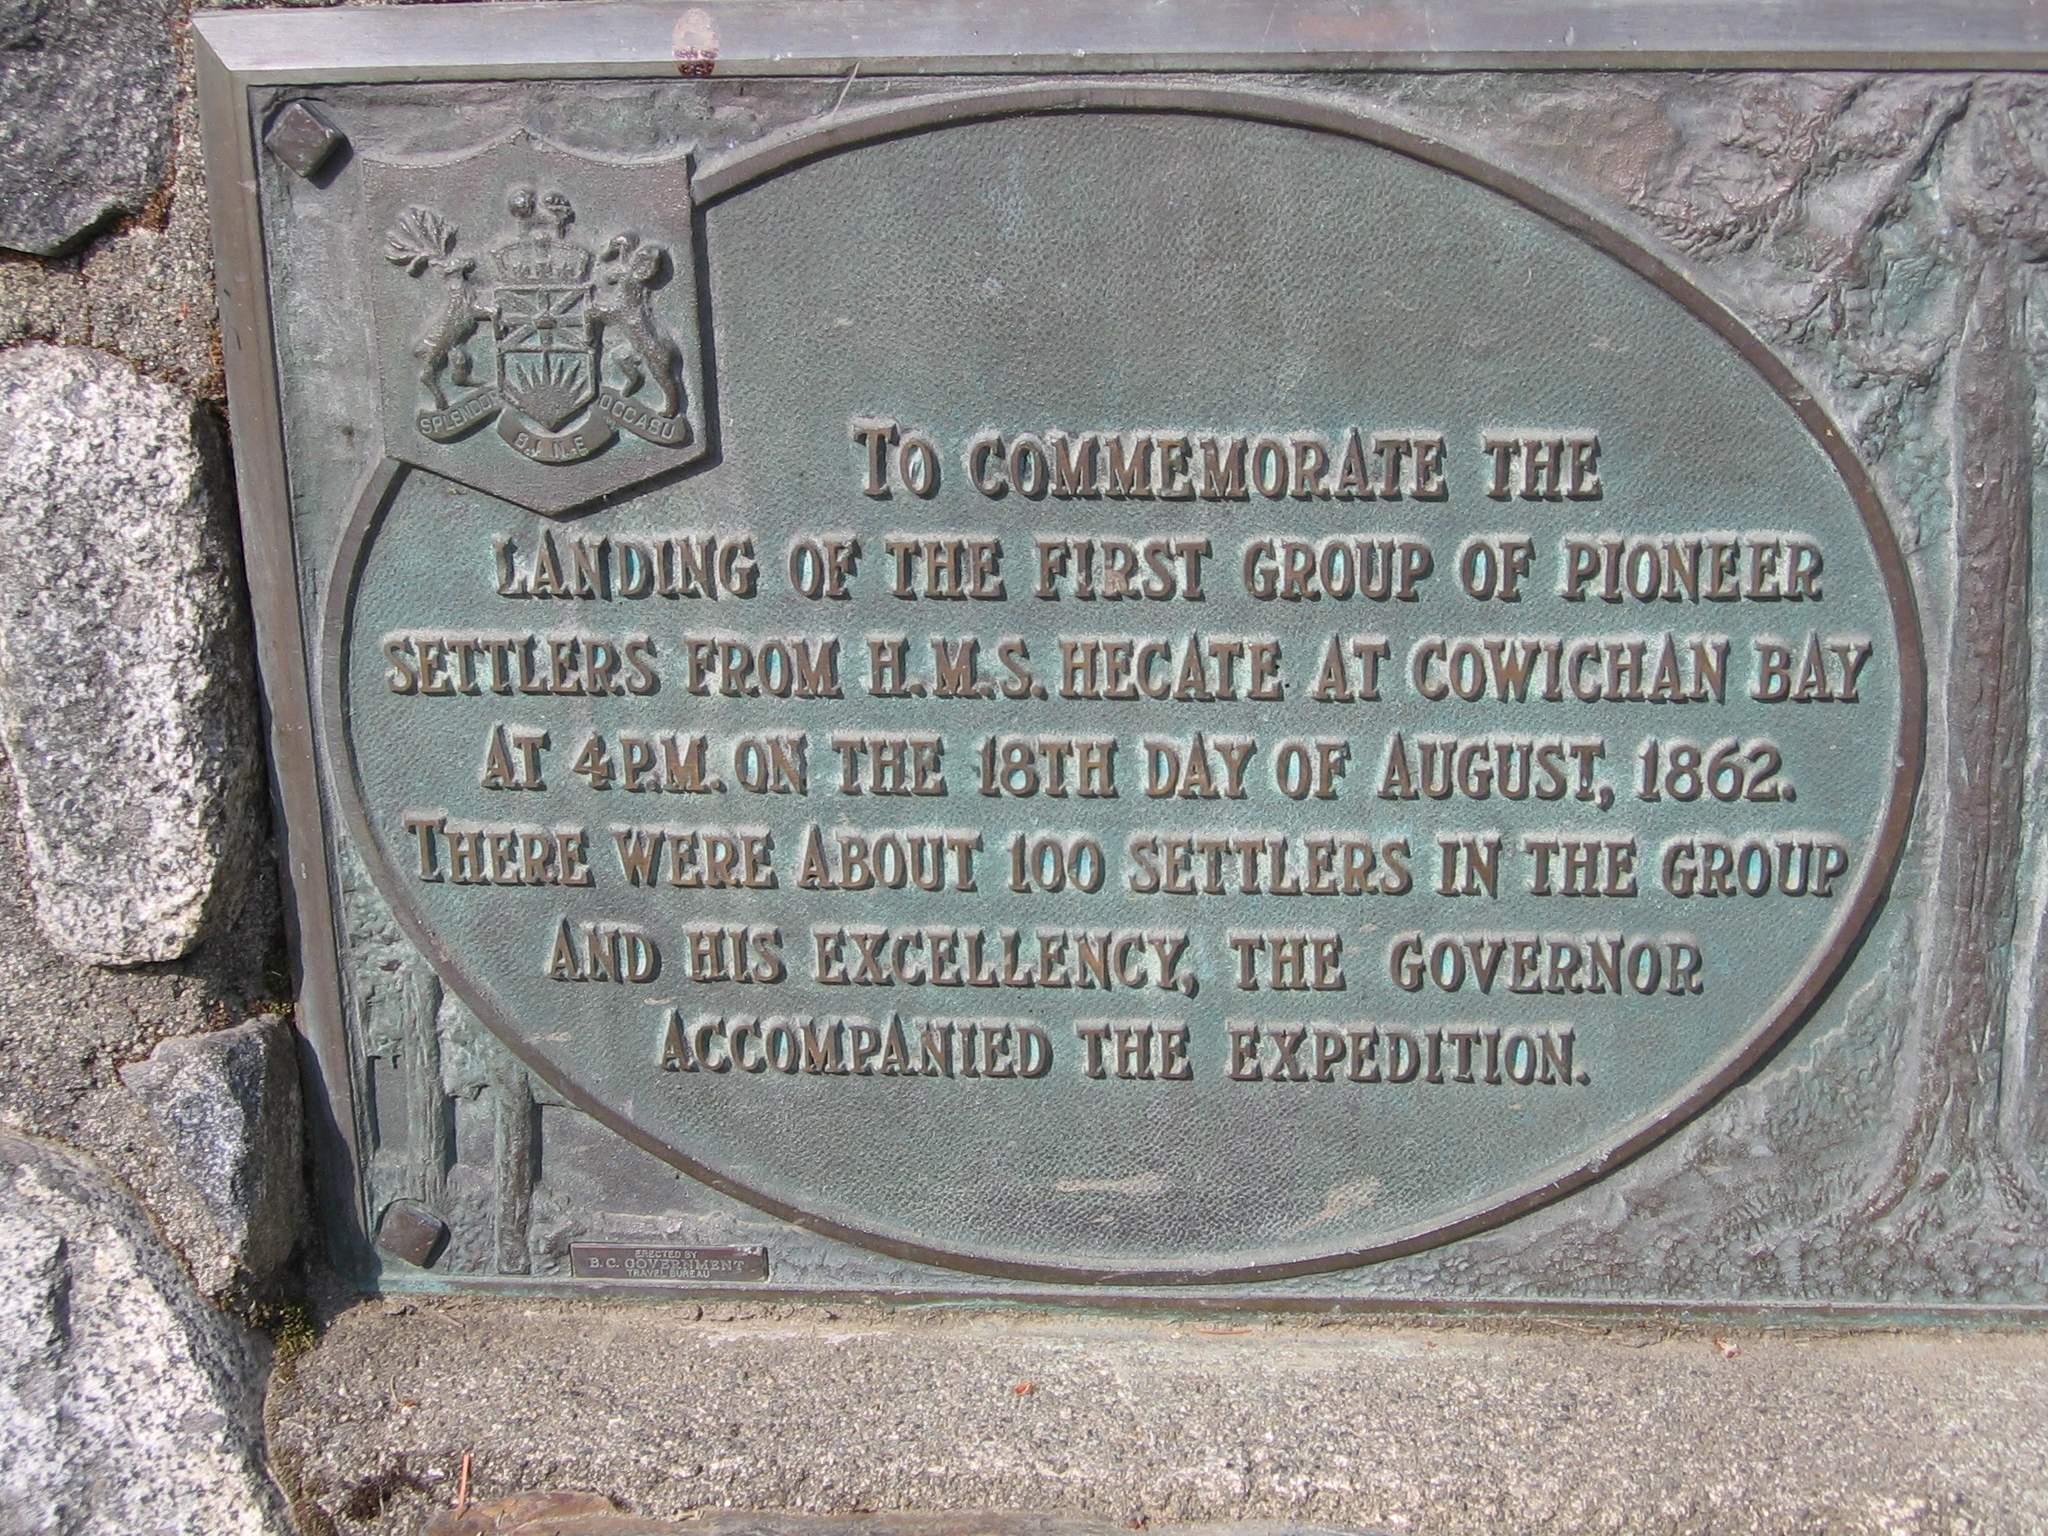 SPLENDOR SINE OCCASU
TO COMMEMORATE THE
LANDING OF THE FIRST GROUP OF PIONEER
SETTLERS FROM H.M.S. HECATE AT COWICHAN BAY
AT 4 P.M. ON THE 18TH DAY OF AUGUST, 1862.
THERE WERE ABOUT 100 SETTLERS IN THE GROUP
AND HIS EXCELLENCY, THE GOVERNOR
ACCOMPANIED THE EXPEDITION.
ERECTED BY
B.C. GOVERNMENT
TRAVEL BUREAU